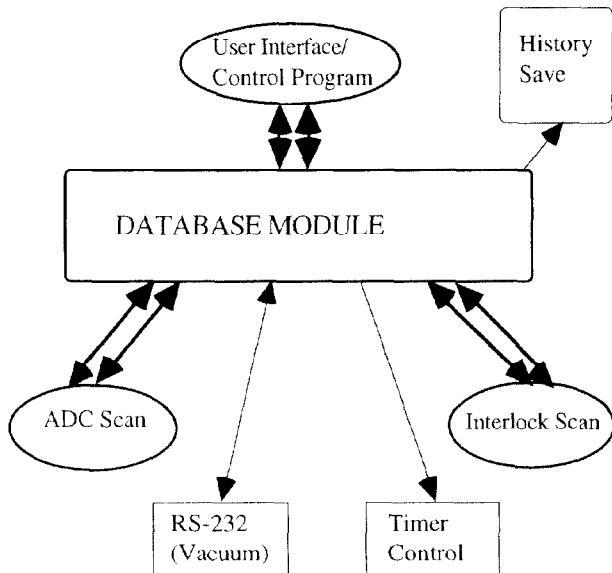 User Interface/
Control Program
History
Save
DATABASE MODULE
ADC Scan
Interlock Scan
RS-232
(Vacuum)
Timer
Control